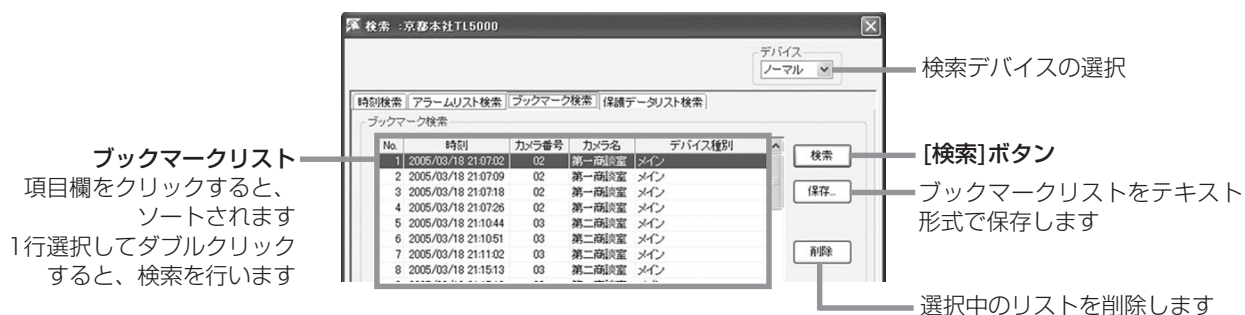 検索 :京都本社TL5000
デバイス
ノーマル
検索デバイスの選択
時刻検索 アラームリスト検索 ブックマーク検索 保護データリスト検索
ブックマーク検索
No. 時刻 カメラ番号 カメラ名 デバイス種別
1 2005/03/18 21:07:02 02 第一商談室 メイン
2 2005/03/18 21:07:09 02 第一商談室 メイン
3 2005/03/18 21:07:18 02 第一商談室 メイン
4 2005/03/18 21:07:26 02 第一商談室 メイン
5 2005/03/18 21:10:44 03 第二商談室 メイン
6 2005/03/18 21:10:51 03 第二商談室 メイン
7 2005/03/18 21:11:02 03 第二商談室 メイン
8 2005/03/18 21:15:13 03 第二商談室 メイン
検索
保存...
削除
ブックマークリスト
項目欄をクリックすると、
ソートされます
1行選択してダブルクリック
すると、検索を行います
[検索]ボタン
ブックマークリストをテキスト
形式で保存します
選択中のリストを削除します